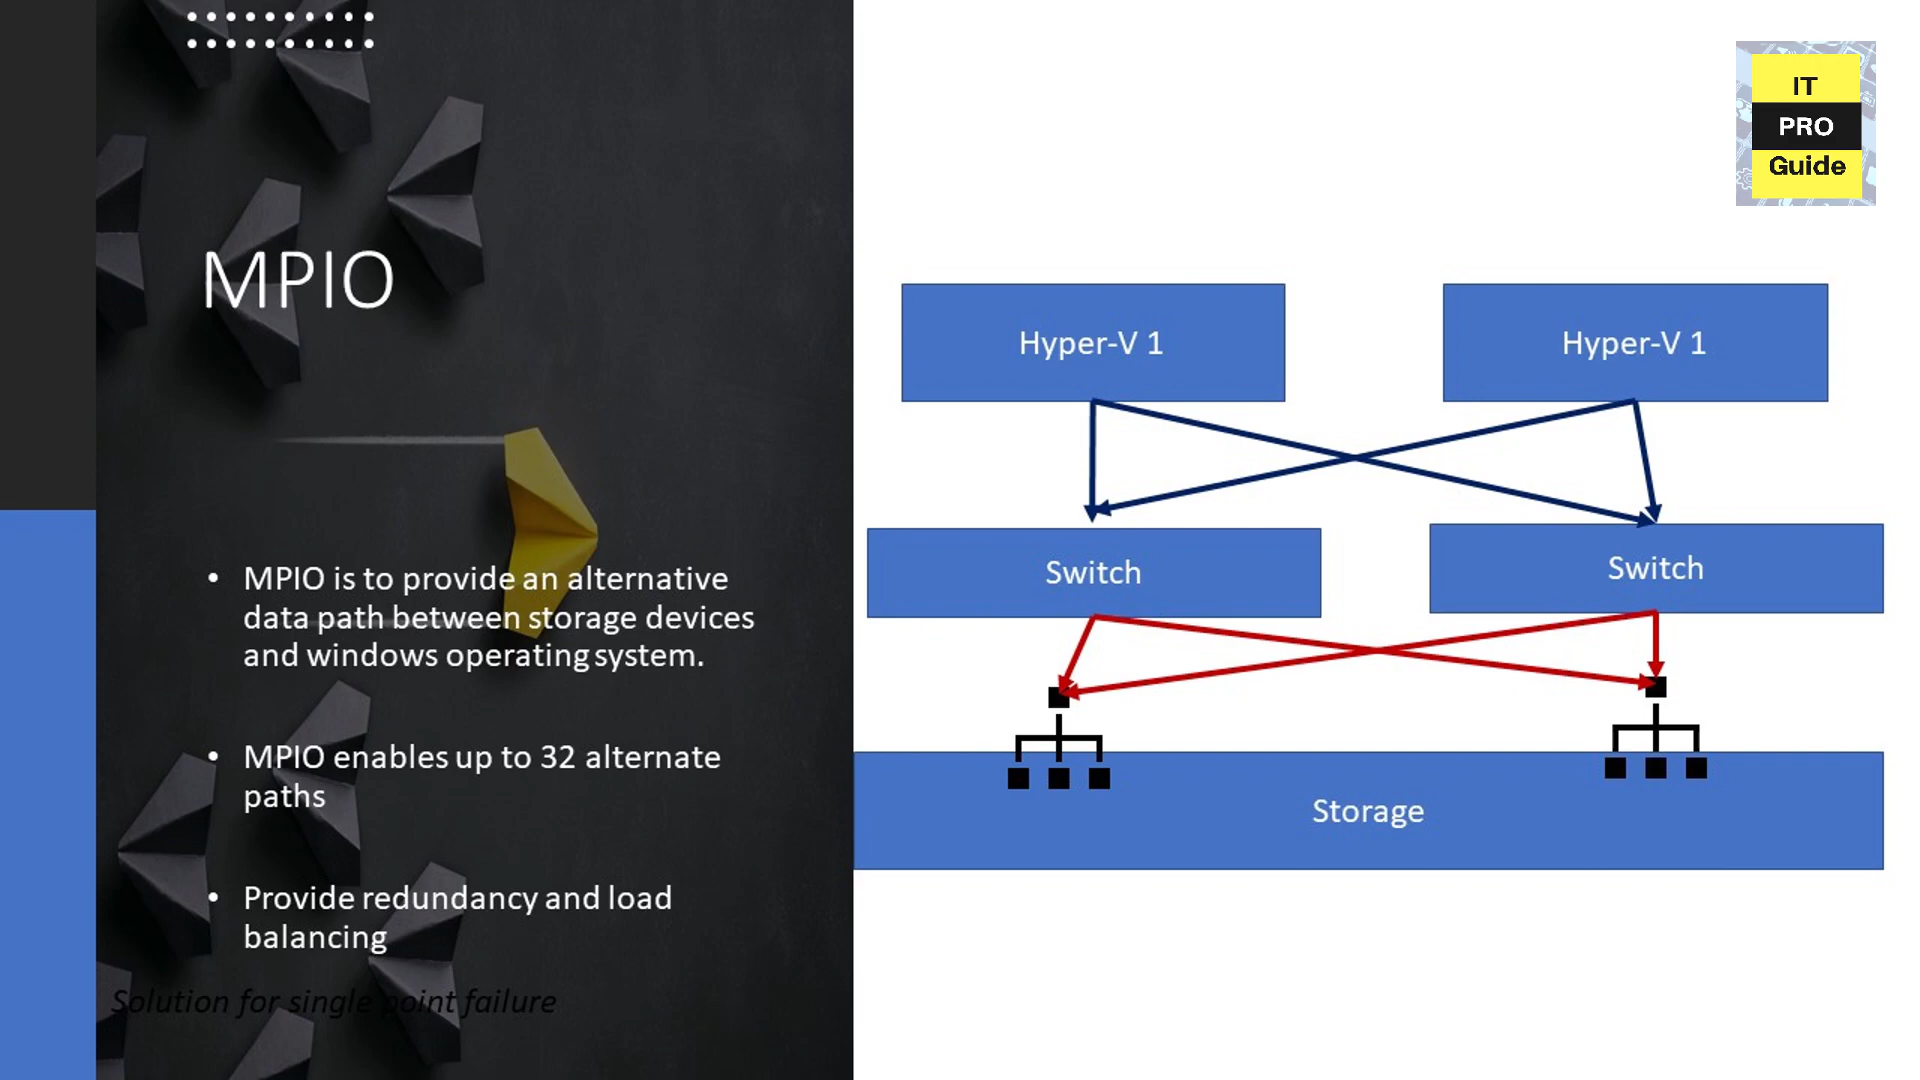 MPIO
• MPIO is to provide an alternative
data path between storage devices
and windows operating system.
• MPIO enables up to 32 alternate
paths
• Provide redundancy and load
balancing
Solution for single point failure
IT
PRO
Guide
Hyper-V 1
Hyper-V 1
Switch
Switch
Storage